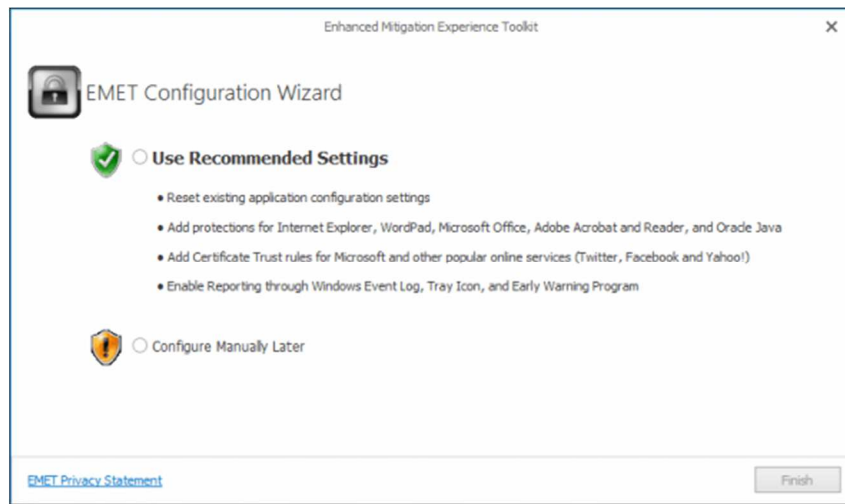 Enhanced Mitigation Experience Toolkit
EMET Configuration Wizard
Use Recommended Settings
• Reset existing application configuration settings
• Add protections for Internet Explorer, WordPad, Microsoft Office, Adobe Acrobat and Reader, and Oracle Java
• Add Certificate Trust rules for Microsoft and other popular online services (Twitter, Facebook and Yahoo!)
• Enable Reporting through Windows Event Log, Tray Icon, and Early Warning Program
Configure Manually Later
EMET Privacy Statement
Finish